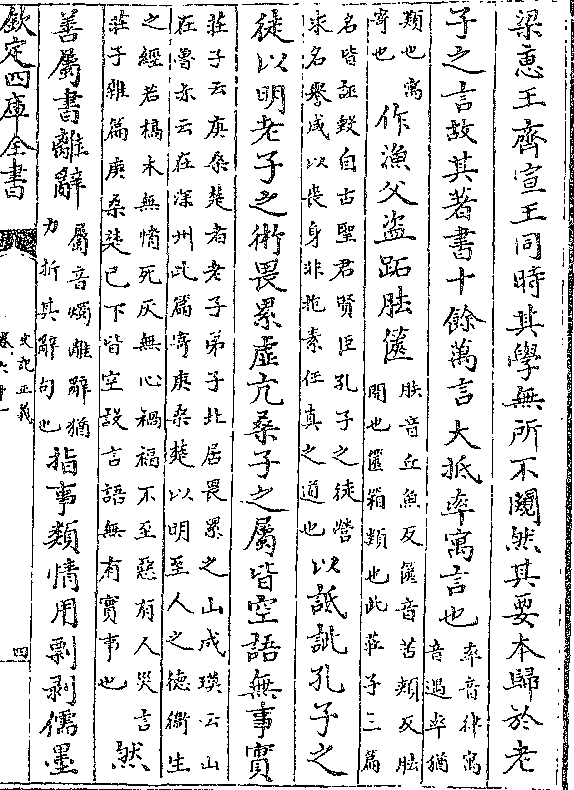 梁惠王齊宣王同時其學無所不闚然其要本歸於老
子之言故其著書十餘萬言大抵率寓言也率音律寓
音遇率猶
類也寓
寄也作漁父盜跖胠篋胠音丘魚反篋音苦頰反胠
開也篋箱類也此莊子三篇
名皆誣毀自古聖君賢臣孔子之徒營
求名譽咸以喪身非抱素任真之道也以詆訿孔子之
徒以明老子之術畏累虛亢桑子之屬皆空語無事實
莊子云庚桑楚者老子弟子北居畏累之山成瑛云山
在魯亦云在深州此篇寄庚桑楚以明至人之德衞生
之經若槁木無情死灰無心禍福不至惡有人災言
莊子雜篇庚桑楚已下皆空設言語無有實事也然
善屬書離辭屬音燭離辭猶
力折其辭句也指事類情用剽剥儒墨
欽定四庫全書
史記正義
卷六十一
四